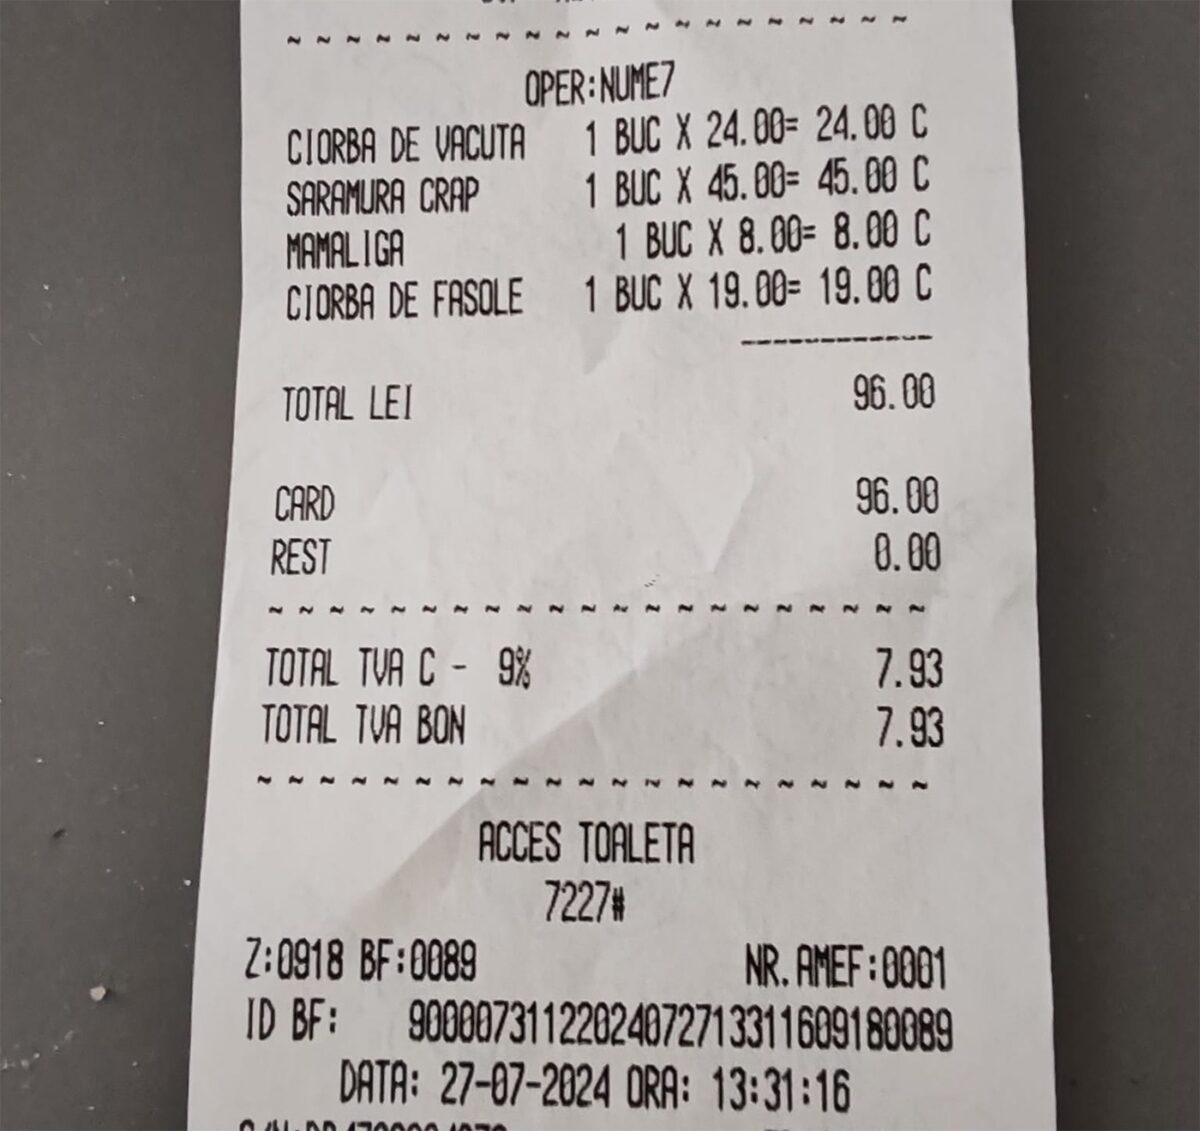 ~ ~ ~ ~ ~ ~ ~ ~ ~ ~ ~ ~ ~ ~ ~ ~ ~ ~ ~ ~ ~
OPER:NUME7
CIORBA DE VACUTA 1 BUC X 24.00= 24.00 C
SARAMURA CRAP 1 BUC X 45.00= 45.00 C
MAMALIGA 1 BUC X 8.00= 8.00 C
CIORBA DE FASOLE 1 BUC X 19.00= 19.00 C
------------
TOTAL LEI 96.00
CARD 96.00
REST 0.00
~ ~ ~ ~ ~ ~ ~ ~ ~ ~ ~ ~ ~ ~ ~ ~ ~ ~ ~ ~ ~ ~
TOTAL TVA C - 9% 7.93
TOTAL TVA BON 7.93
~ ~ ~ ~ ~ ~ ~ ~ ~ ~ ~ ~ ~ ~ ~ ~ ~ ~ ~ ~ ~ ~
ACCES TOALETA
7227#
Z:0918 BF:0089 NR.AMEF:0001
ID BF: 90000731122024072713311609180089
DATA: 27-07-2024 ORA: 13:31:16